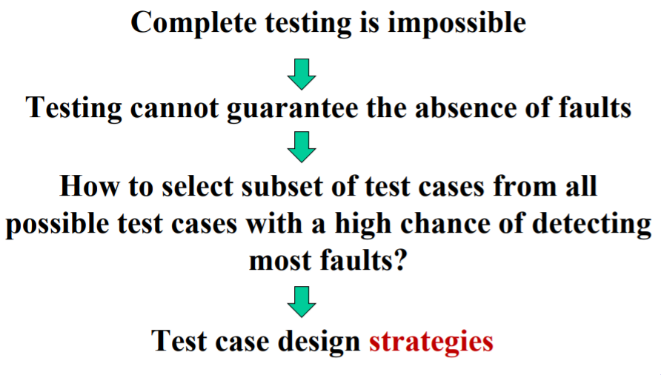 Complete testing is impossible
Testing cannot guarantee the absence of faults
How to select subset of test cases from all
possible test cases with a high chance of detecting
most faults?
Test case design strategies